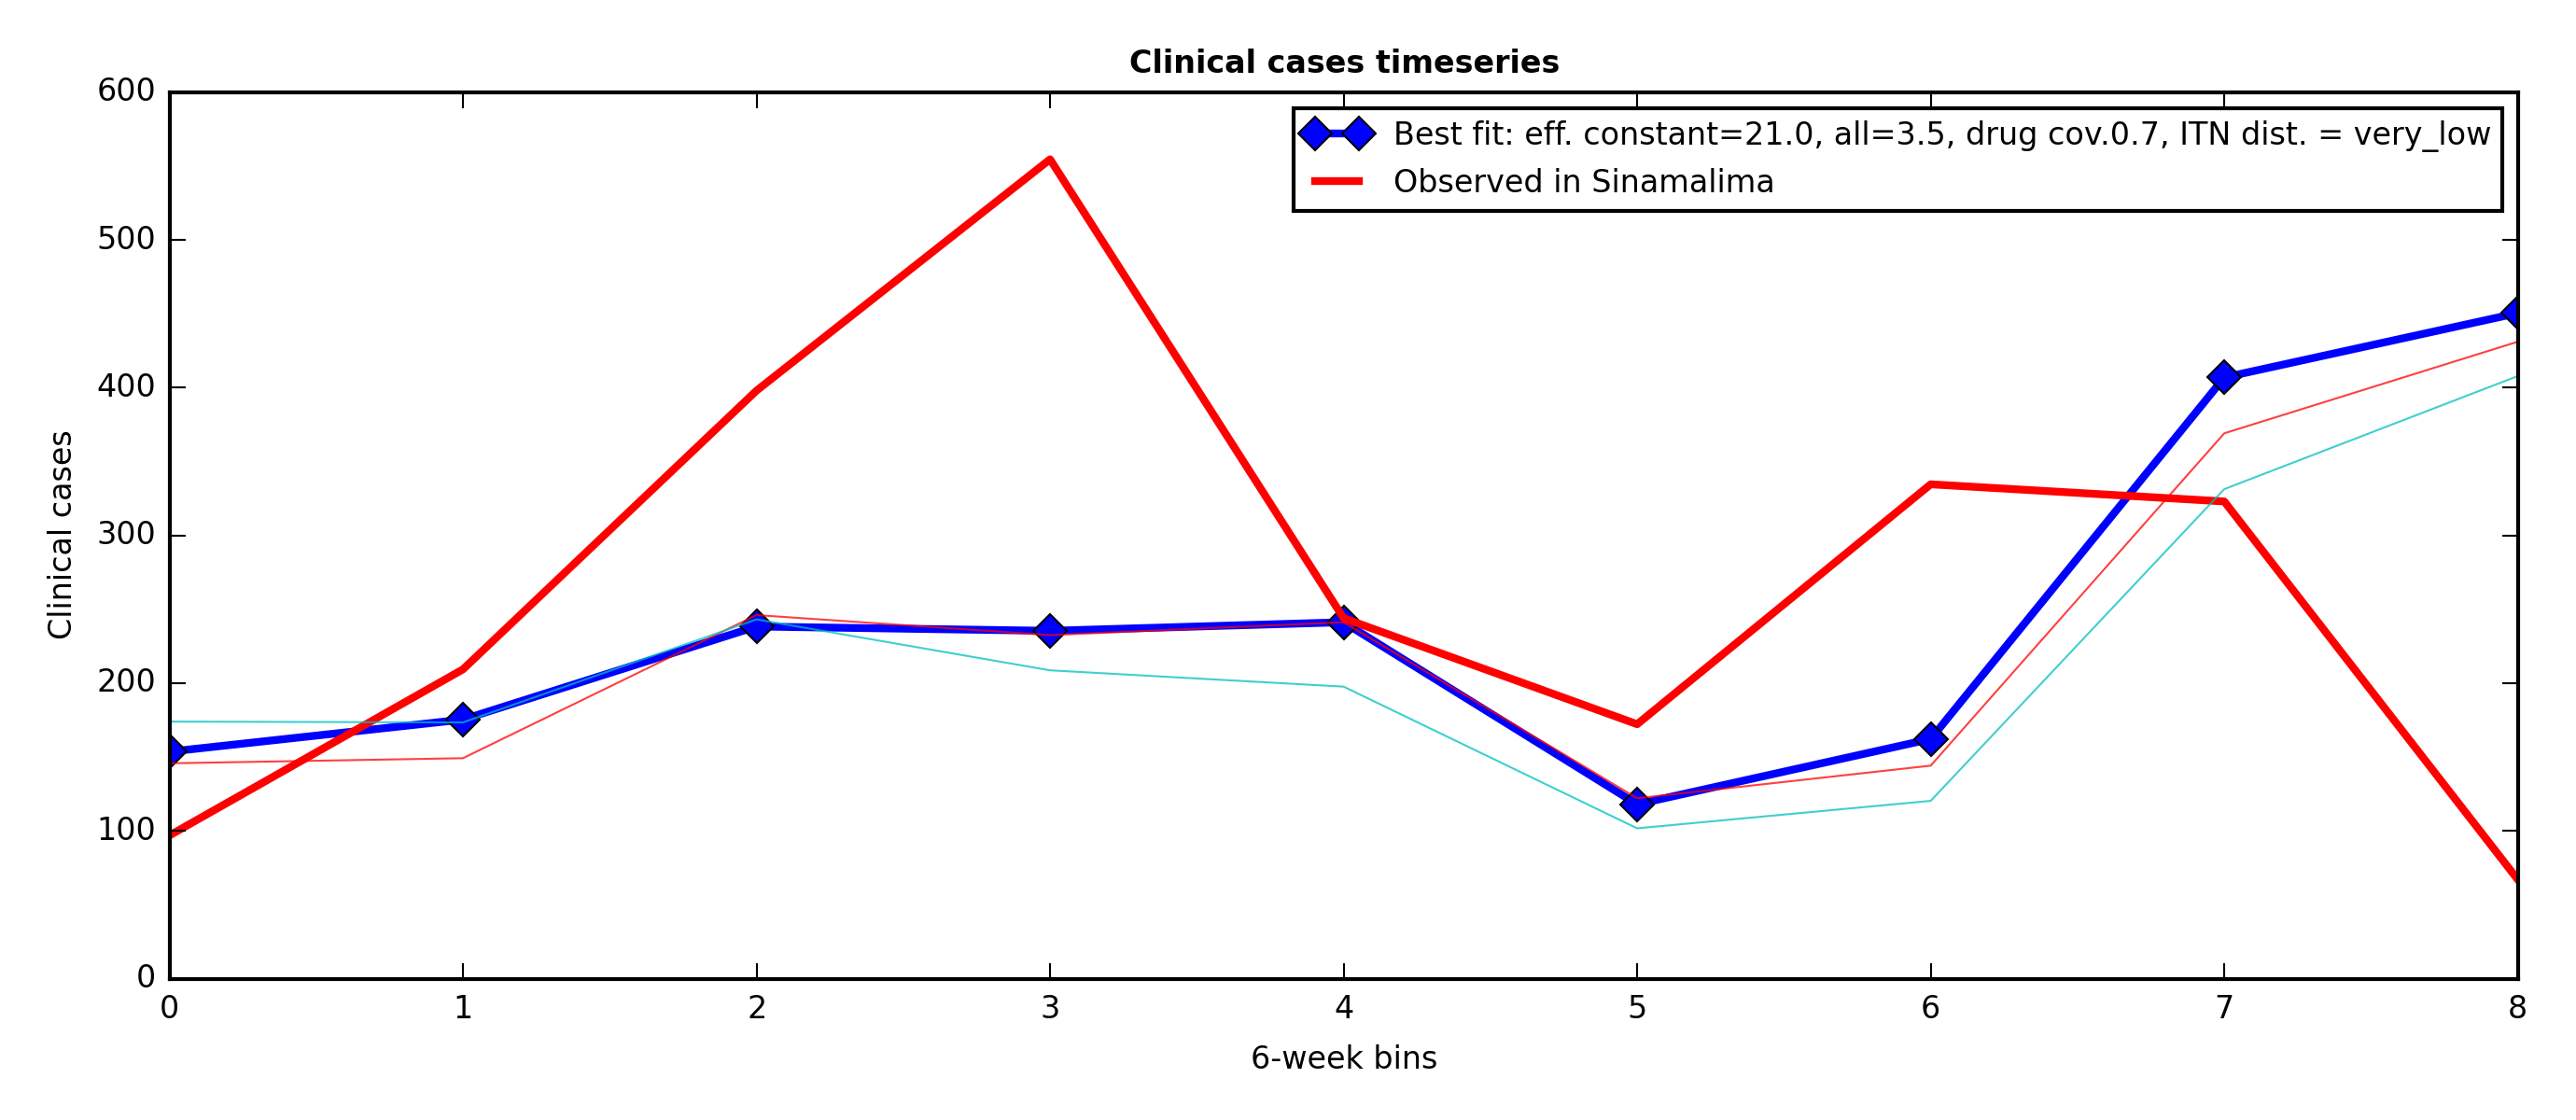 Clinical cases timeseries
600
500
400
300
200
100
0
Clinical cases
Best fit: eff. constant=21.0, all=3.5, drug cov.0.7, ITN dist. = very_low
Observed in Sinamalima
0 1 2 3 4 5 6 7 8
6-week bins